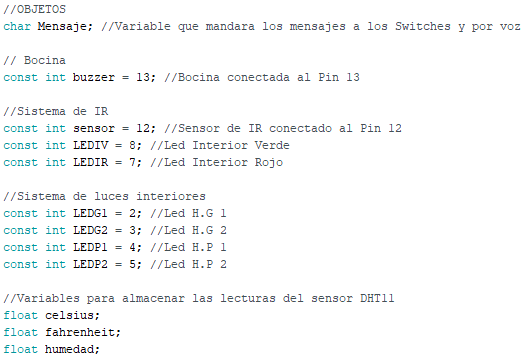 //OBJETOS
char Mensaje; //Variable que mandara los mensajes a los Switches y por voz
// Bocina
const int buzzer = 13; //Bocina conectada al Pin 13
//Sistema de IR
const int sensor = 12; //Sensor de IR conectado al Pin 12
const int LEDIV = 8; //Led Interior Verde
const int LEDIR = 7; //Led Interior Rojo
//Sistema de luces interiores
const int LEDG1 = 2; //Led H.G 1
const int LEDG2 = 3; //Led H.G 2
const int LEDP1 = 4; //Led H.P 1
const int LEDP2 = 5; //Led H.P 2
//Variables para almacenar las lecturas del sensor DHT11
float celsius;
float fahrenheit;
float humedad;